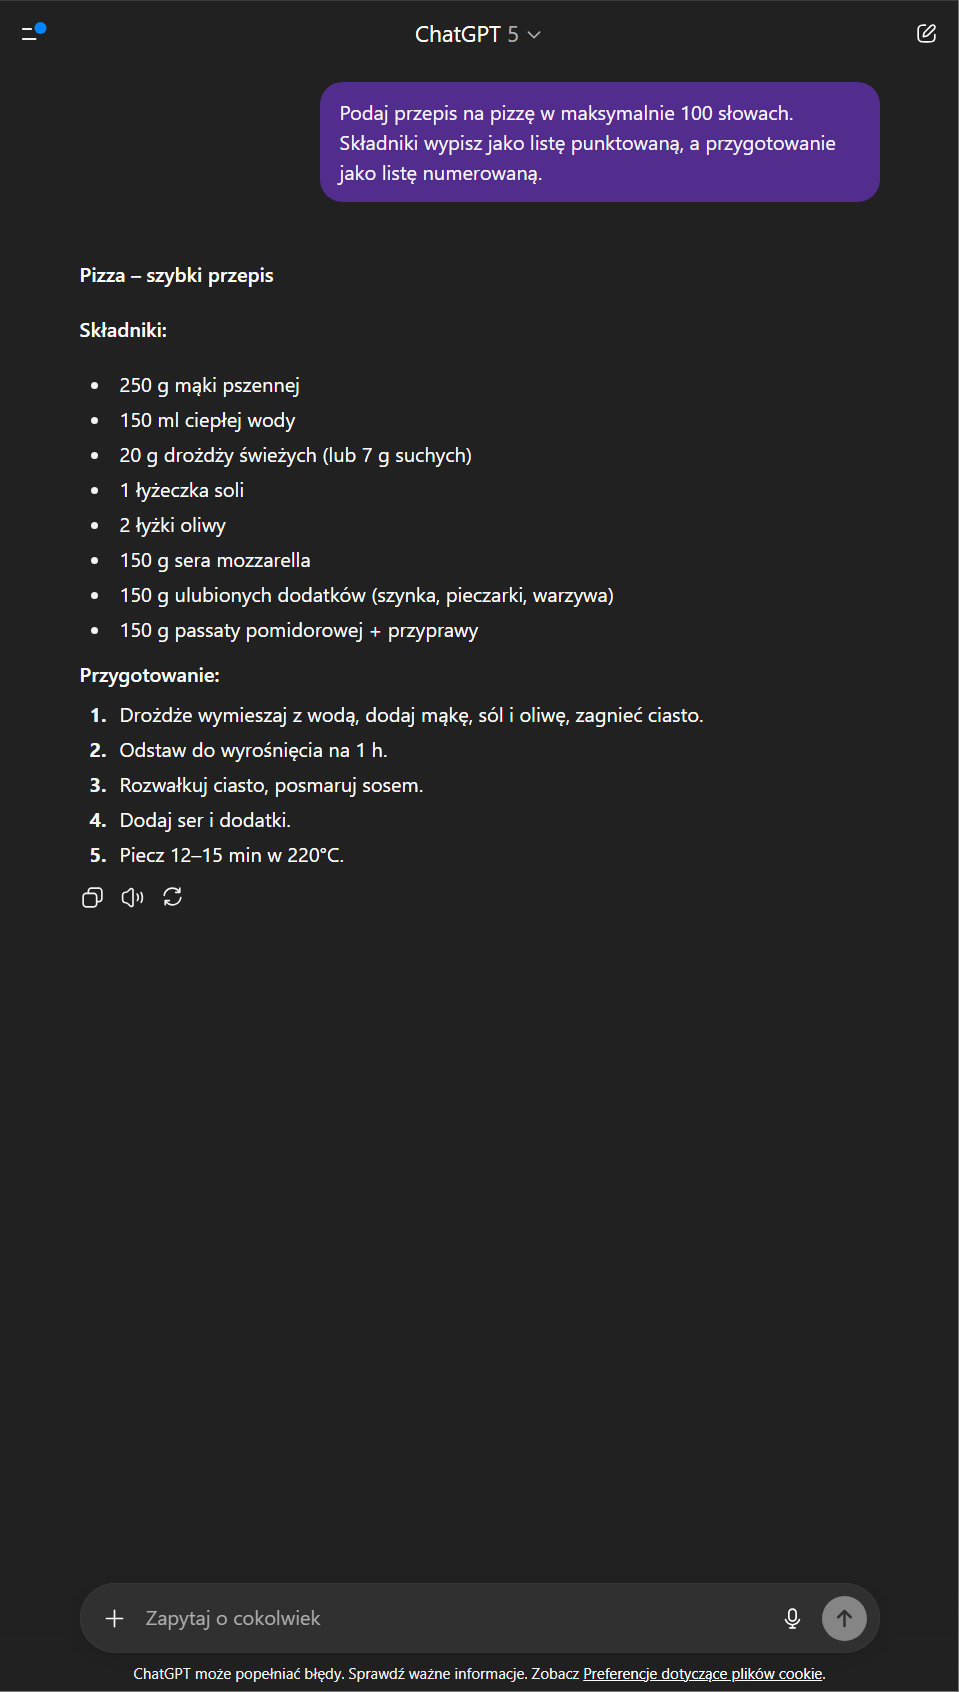 ChatGPT 5
Podaj przepis na pizzę w maksymalnie 100 słowach.
Składniki wypisz jako listę punktowaną, a przygotowanie
jako listę numerowaną.
Pizza – szybki przepis
Składniki:
• 250 g mąki pszennej
• 150 ml ciepłej wody
• 20 g drożdży świeżych (lub 7 g suchych)
• 1 łyżeczka soli
• 2 łyżki oliwy
• 150 g sera mozzarella
• 150 g ulubionych dodatków (szynka, pieczarki, warzywa)
• 150 g passaty pomidorowej + przyprawy
Przygotowanie:
1. Drożdże wymieszaj z wodą, dodaj mąkę, sól i oliwę, zagnieć ciasto.
2. Odstaw do wyrośnięcia na 1 h.
3. Rozwałkuj ciasto, posmaruj sosem.
4. Dodaj ser i dodatki.
5. Piecz 12–15 min w 220°C.
Zapytaj o cokolwiek
ChatGPT może popełniać błędy. Sprawdź ważne informacje. Zobacz Preferencje dotyczące plików cookie.